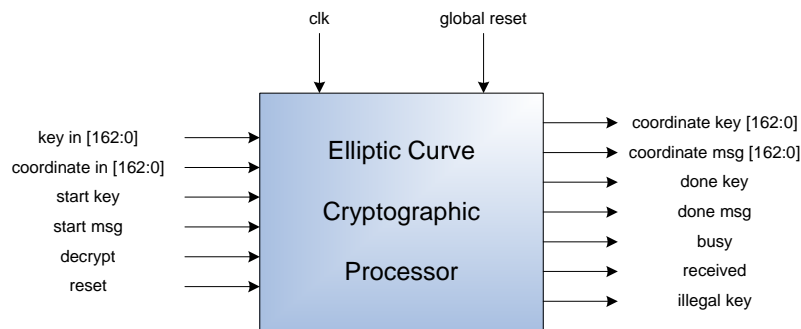 clk
global reset
key in [162:0]
coordinate in [162:0]
start key
start msg
decrypt
reset
Elliptic Curve
Cryptographic
Processor
coordinate key [162:0]
coordinate msg [162:0]
done key
done msg
busy
received
illegal key